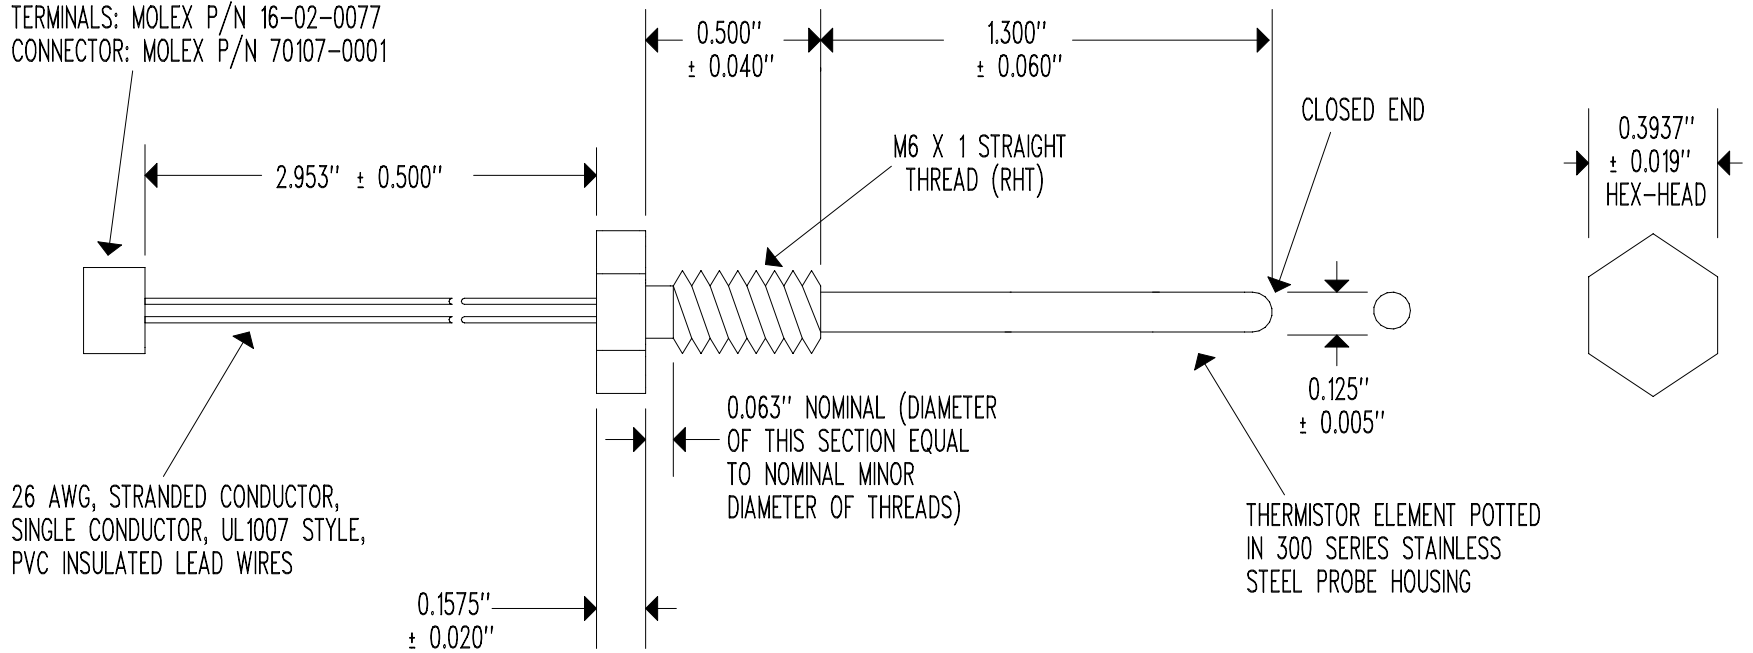 TERMINALS: MOLEX P/N 16-02-0077
CONNECTOR: MOLEX P/N 70107-0001
0.500"
± 0.040"
1.300"
± 0.060"
CLOSED END
0.3937"
± 0.019"
HEX-HEAD
M6 X 1 STRAIGHT
THREAD (RHT)
2.953" ± 0.500"
0.125"
± 0.005"
0.063" NOMINAL (DIAMETER
OF THIS SECTION EQUAL
TO NOMINAL MINOR
DIAMETER OF THREADS)
26 AWG, STRANDED CONDUCTOR,
SINGLE CONDUCTOR, UL1007 STYLE,
PVC INSULATED LEAD WIRES
THERMISTOR ELEMENT POTTED
IN 300 SERIES STAINLESS
STEEL PROBE HOUSING
0.1575"
± 0.020"